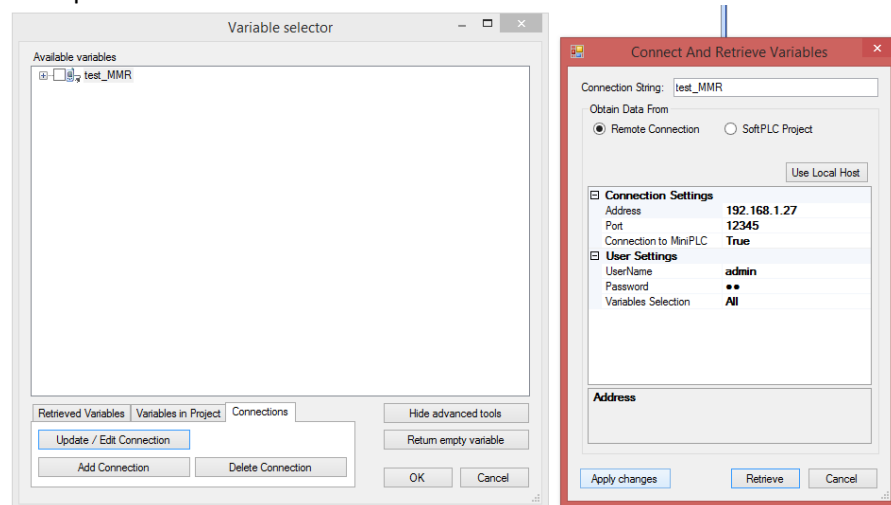 Variable selector
Available variables
test_MMR
Retrieved Variables
Variables in Project
Connections
Update / Edit Connection
Add Connection
Delete Connection
Hide advanced tools
Return empty variable
OK
Cancel
Connect And Retrieve Variables
Connection String: test_MMR
Obtain Data From
Remote Connection
SoftPLC Project
Use Local Host
Connection Settings
Address 192.168.1.27
Port 12345
Connection to MiniPLC True
User Settings
UserName admin
Password ●●
Variables Selection All
Address
Apply changes
Retrieve
Cancel